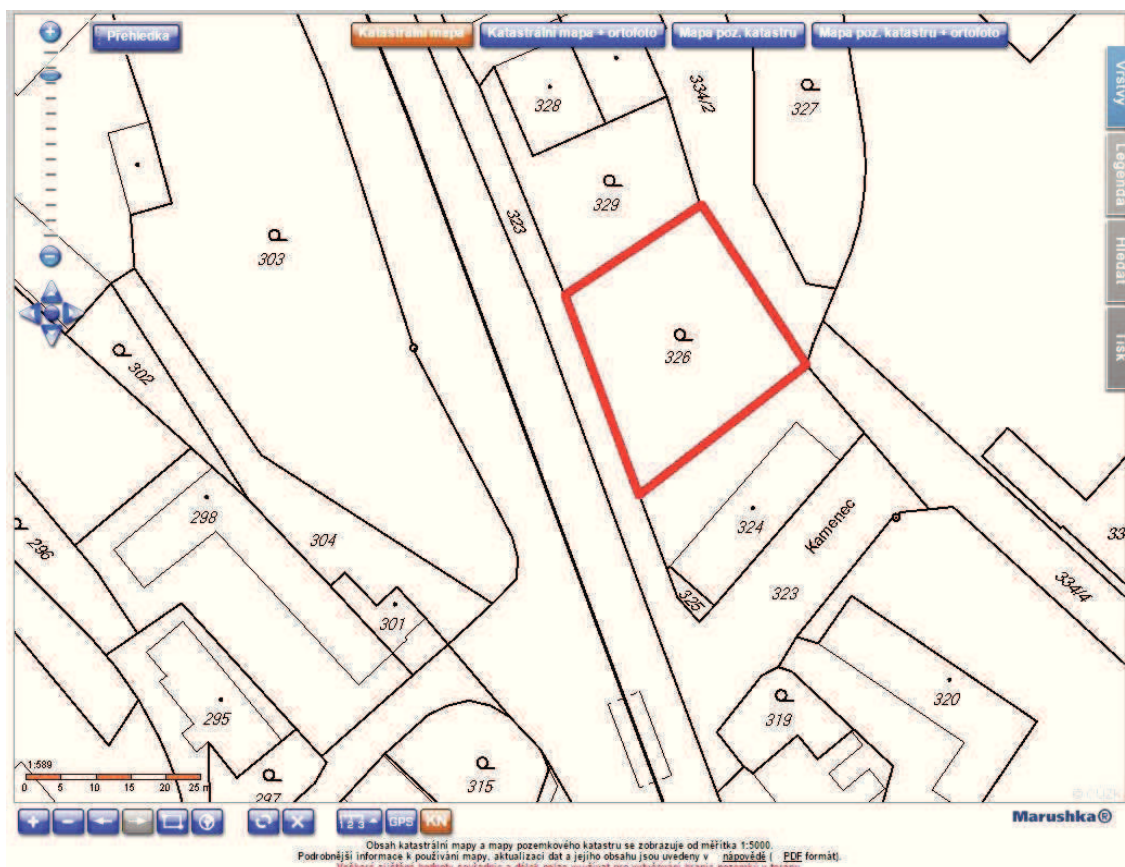 Přehledka
Katastrální mapa
Katastrální mapa + ortofoto
Mapa poz. katastru
Mapa poz. katastru + ortofoto
Vrstvy
Legenda
Hledat
Tisk
328
334/2
327
329
323
303
326
302
298
304
296
324
Kamenec
325
323
334/4
301
295
320
319
297
315
1:589
0 5 10 15 20 25 m
© ČÚZK
1 2 3
GPS
KN
Marushka®
Obsah katastrální mapy a mapy pozemkového katastru se zobrazuje od měřítka 1:5000.
Podrobnější informace k používání mapy, aktualizaci dat a jejího obsahu jsou uvedeny v nápovědě ( PDF formát).